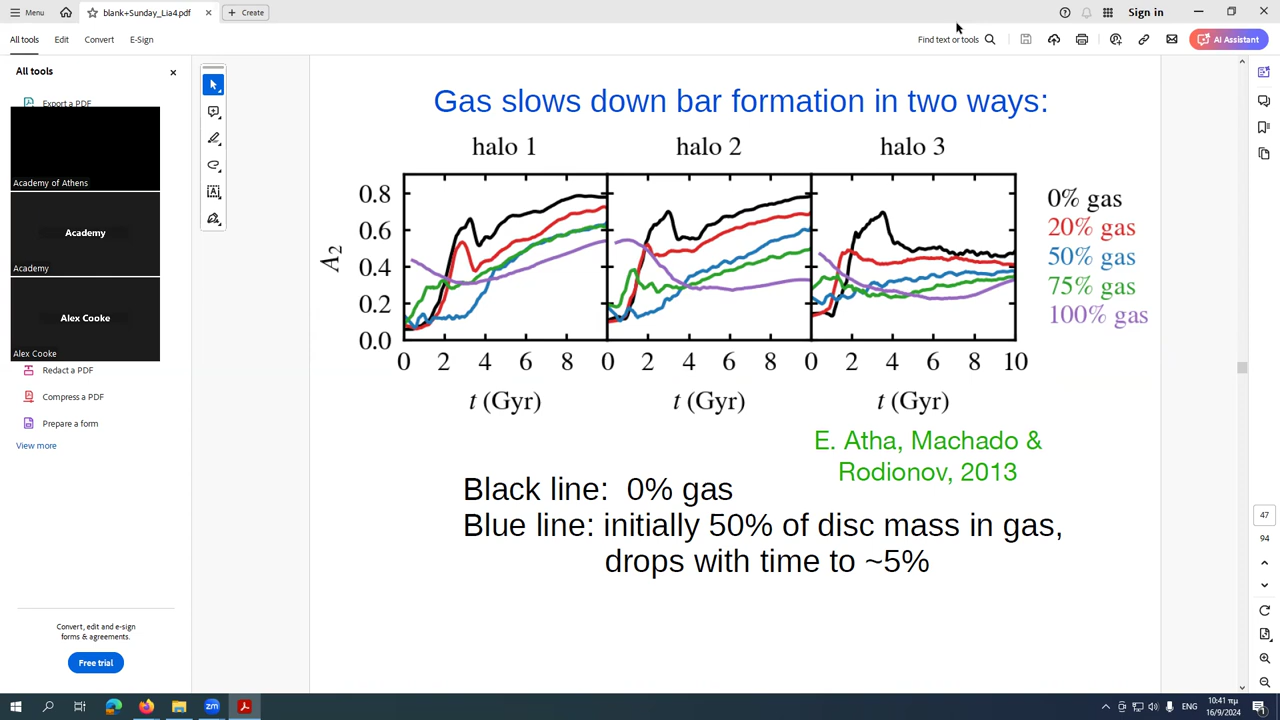 Menu
blank+Sunday_Lia4.pdf
Create
Sign in
All tools
Edit
Convert
E-Sign
Find text or tools
AI Assistant
All tools
Export a PDF
Academy of Athens
Academy
Academy
Alex Cooke
Alex Cooke
Redact a PDF
Compress a PDF
Prepare a form
View more
Convert, edit and e-sign
forms & agreements.
Free trial
Gas slows down bar formation in two ways:
halo 1
halo 2
halo 3
A2
0.8
0.6
0.4
0.2
0.0
0 2 4 6 8 0 2 4 6 8 0 2 4 6 8 10
t (Gyr)
t (Gyr)
t (Gyr)
0% gas
20% gas
50% gas
75% gas
100% gas
E. Atha, Machado &
Rodionov, 2013
Black line: 0% gas
Blue line: initially 50% of disc mass in gas,
drops with time to ~5%
47
94
zm
10:41 πμ
16/9/2024
1